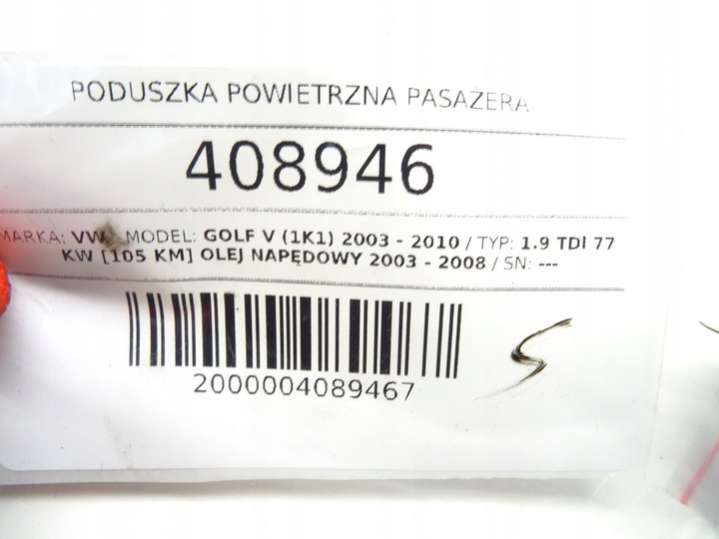 PODUSZKA POWIETRZNA PASAŻERA
408946
MARKA: VW MODEL: GOLF V (1K1) 2003 - 2010 / TYP: 1.9 TDI 77
KW [105 KM] OLEJ NAPĘDOWY 2003 - 2008 / SN: ---
2000004089467
S